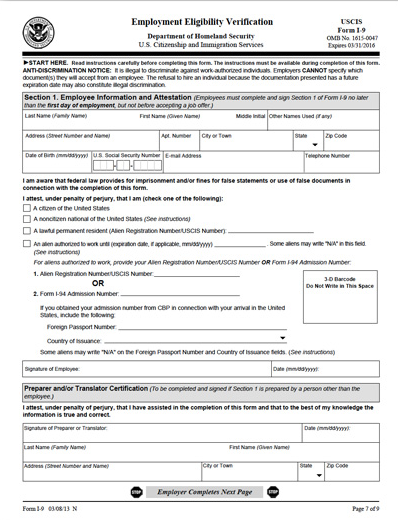 Employment Eligibility Verification
Department of Homeland Security
U.S. Citizenship and Immigration Services
USCIS
Form I-9
OMB No. 1615-0047
Expires 03/31/2016
►START HERE. Read instructions carefully before completing this form. The instructions must be available during completion of this form.
ANTI-DISCRIMINATION NOTICE: It is illegal to discriminate against work-authorized individuals. Employers CANNOT specify which
document(s) they will accept from an employee. The refusal to hire an individual because the documentation presented has a future
expiration date may also constitute illegal discrimination.
Section 1. Employee Information and Attestation (Employees must complete and sign Section 1 of Form I-9 no later
than the first day of employment, but not before accepting a job offer.)
Last Name (Family Name) First Name (Given Name) Middle Initial Other Names Used (if any)
Address (Street Number and Name) Apt. Number City or Town State Zip Code
Date of Birth (mm/dd/yyyy) U.S. Social Security Number E-mail Address Telephone Number
I am aware that federal law provides for imprisonment and/or fines for false statements or use of false documents in
connection with the completion of this form.
I attest, under penalty of perjury, that I am (check one of the following):
A citizen of the United States
A noncitizen national of the United States (See instructions)
A lawful permanent resident (Alien Registration Number/USCIS Number):
An alien authorized to work until (expiration date, if applicable, mm/dd/yyyy) . Some aliens may write "N/A" in this field.
(See instructions)
For aliens authorized to work, provide your Alien Registration Number/USCIS Number OR Form I-94 Admission Number:
1. Alien Registration Number/USCIS Number:
OR
2. Form I-94 Admission Number:
3-D Barcode
Do Not Write in This Space
If you obtained your admission number from CBP in connection with your arrival in the United
States, include the following:
Foreign Passport Number:
Country of Issuance:
Some aliens may write "N/A" on the Foreign Passport Number and Country of Issuance fields. (See instructions)
Signature of Employee: Date (mm/dd/yyyy):
Preparer and/or Translator Certification (To be completed and signed if Section 1 is prepared by a person other than the
employee.)
I attest, under penalty of perjury, that I have assisted in the completion of this form and that to the best of my knowledge the
information is true and correct.
Signature of Preparer or Translator: Date (mm/dd/yyyy):
Last Name (Family Name) First Name (Given Name)
Address (Street Number and Name) City or Town State Zip Code
STOP Employer Completes Next Page STOP
Form I-9 03/08/13 N Page 7 of 9